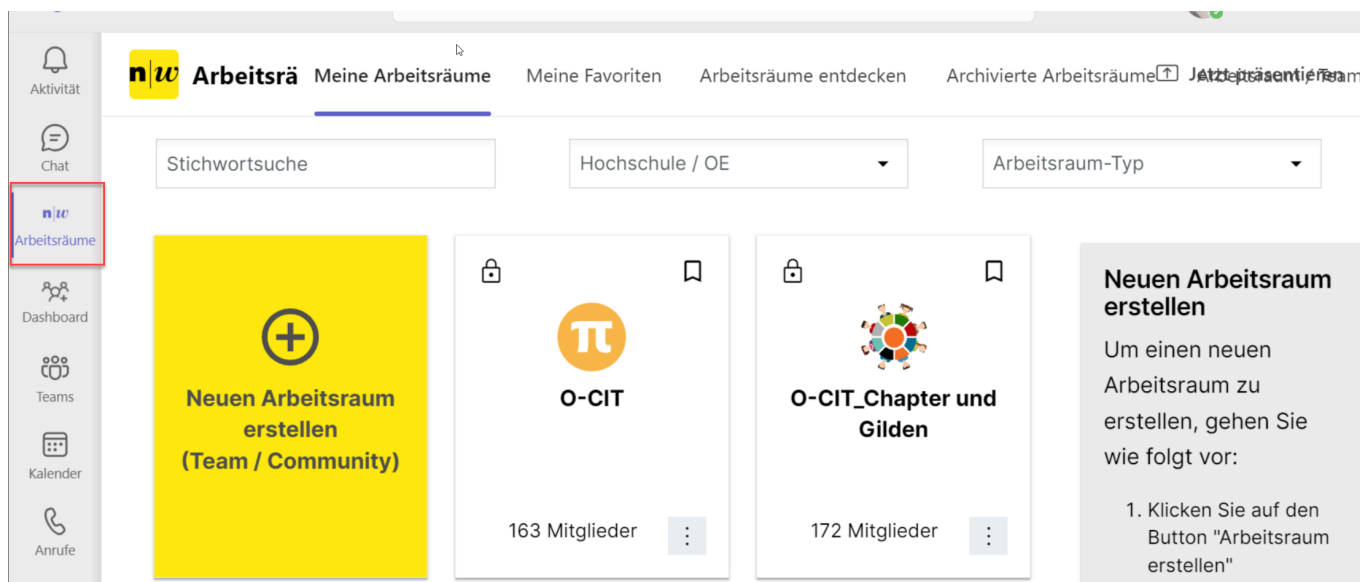 Aktivität
Chat
n|w
Arbeitsräume
Dashboard
Teams
Kalender
Anrufe
n|w Arbeitsrä Meine Arbeitsräume Meine Favoriten Arbeitsräume entdecken Archivierte Arbeitsräume Jetzt präsentieren
Stichwortsuche Hochschule / OE Arbeitsraum-Typ
Neuen Arbeitsraum
erstellen
(Team / Community)
π
O-CIT
163 Mitglieder
O-CIT_Chapter und
Gilden
172 Mitglieder
Neuen Arbeitsraum
erstellen
Um einen neuen
Arbeitsraum zu
erstellen, gehen Sie
wie folgt vor:
1. Klicken Sie auf den
Button "Arbeitsraum
erstellen"